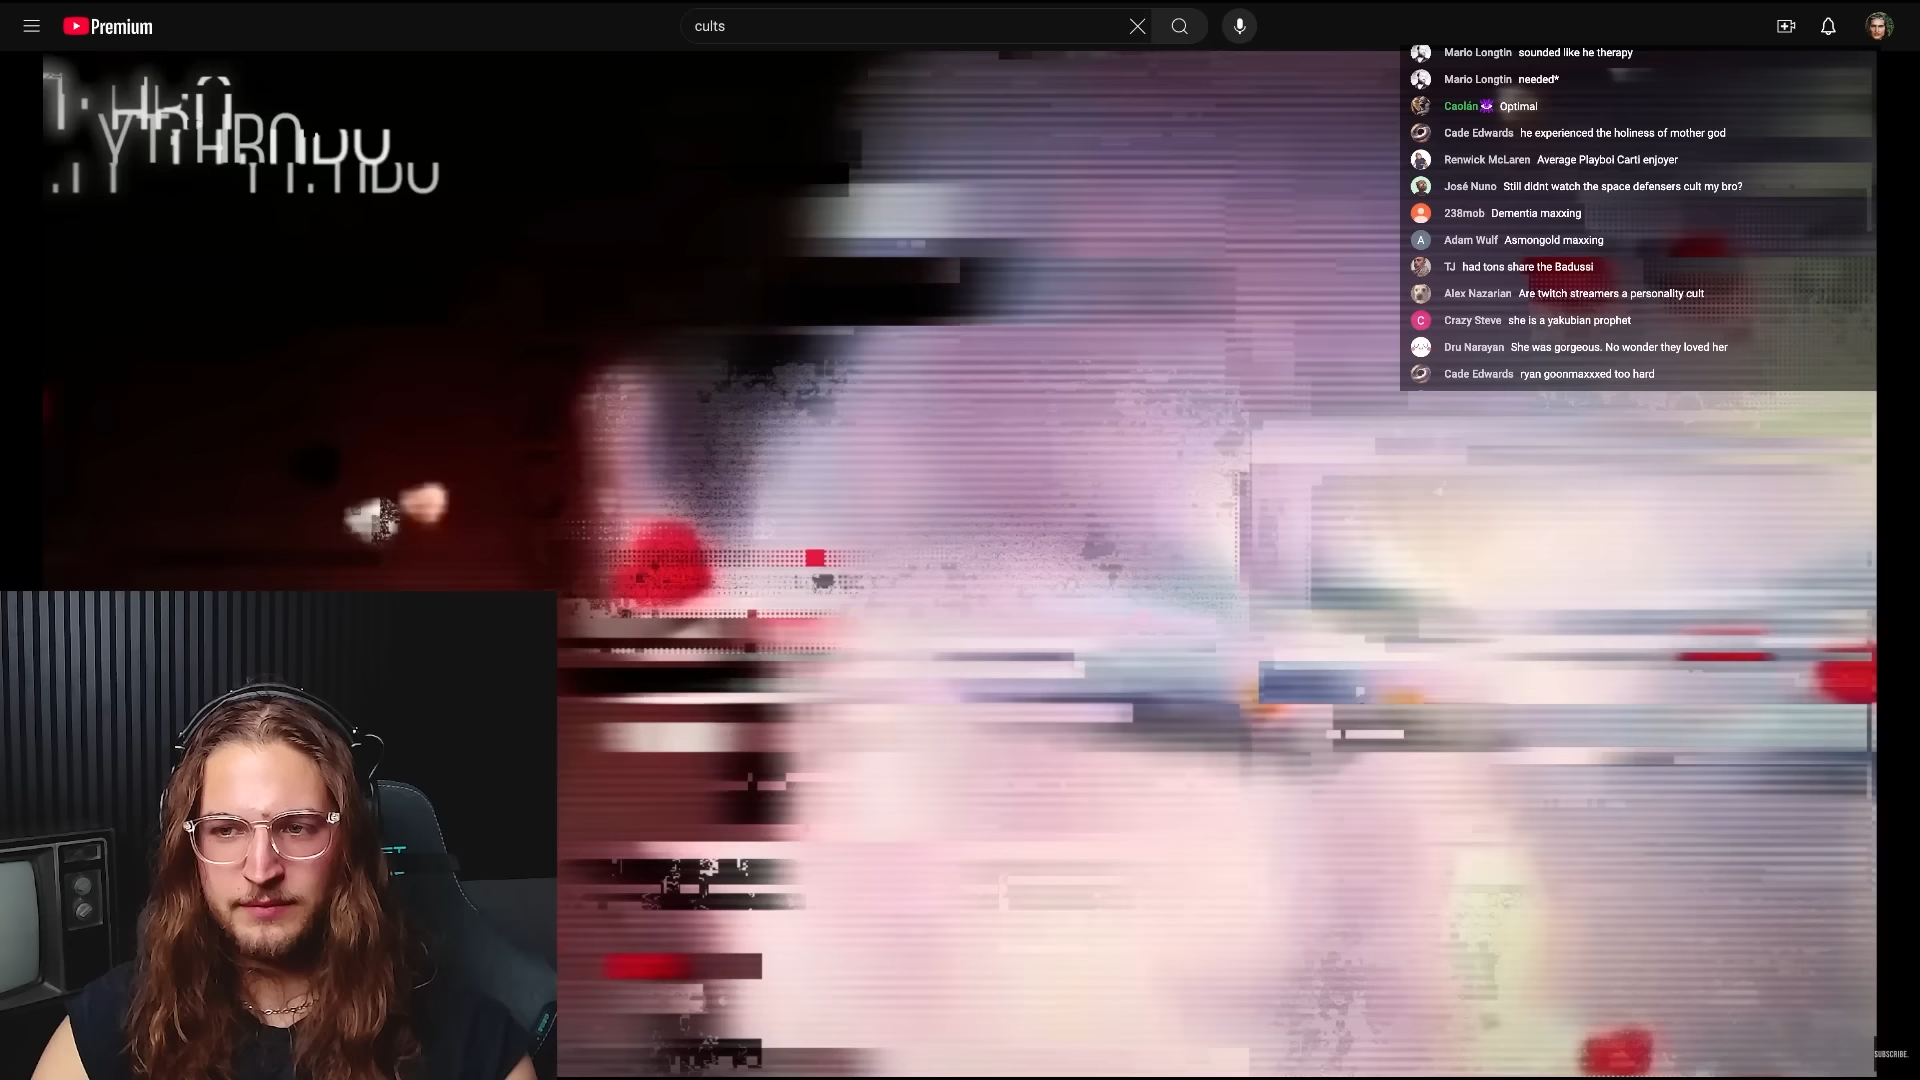 Premium
cults
Mario Longtin sounded like he therapy
Mario Longtin needed*
Caolán Optimal
Cade Edwards he experienced the holiness of mother god
Renwick McLaren Average Playboi Carti enjoyer
José Nuno Still didnt watch the space defensers cult my bro?
238mob Dementia maxxing
A Adam Wulf Asmongold maxxing
TJ had tons share the Badussi
Alex Nazarian Are twitch streamers a personality cult
C Crazy Steve she is a yakubian prophet
Dru Narayan She was gorgeous. No wonder they loved her
Cade Edwards ryan goonmaxxxed too hard
SUBSCRIBE.